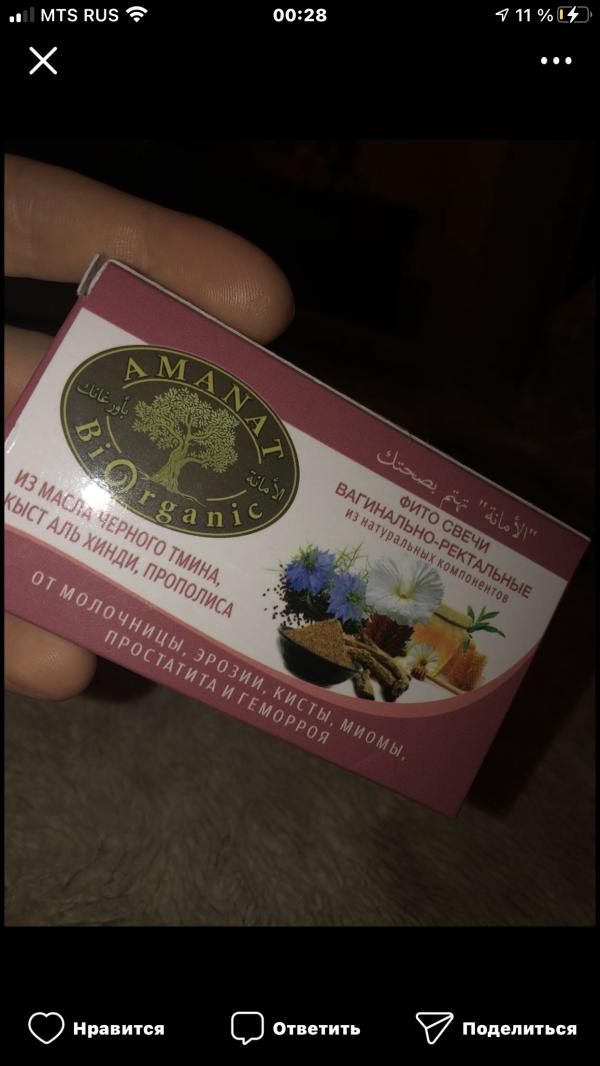 MTS RUS
00:28
11 %
AMANAT
باورغانك
BiOrganic
الأمانة
"الأمانة" تهتم بصحتك
ФИТО СВЕЧИ
ВАГИНАЛЬНО-РЕКТАЛЬНЫЕ
из натуральных компонентов
ИЗ МАСЛА ЧЕРНОГО ТМИНА,
КЫСТ АЛЬ ХИНДИ, ПРОПОЛИСА
ОТ МОЛОЧНИЦЫ, ЭРОЗИИ, КИСТЫ, МИОМЫ,
ПРОСТАТИТА И ГЕМОРРОЯ
Нравится
Ответить
Поделиться